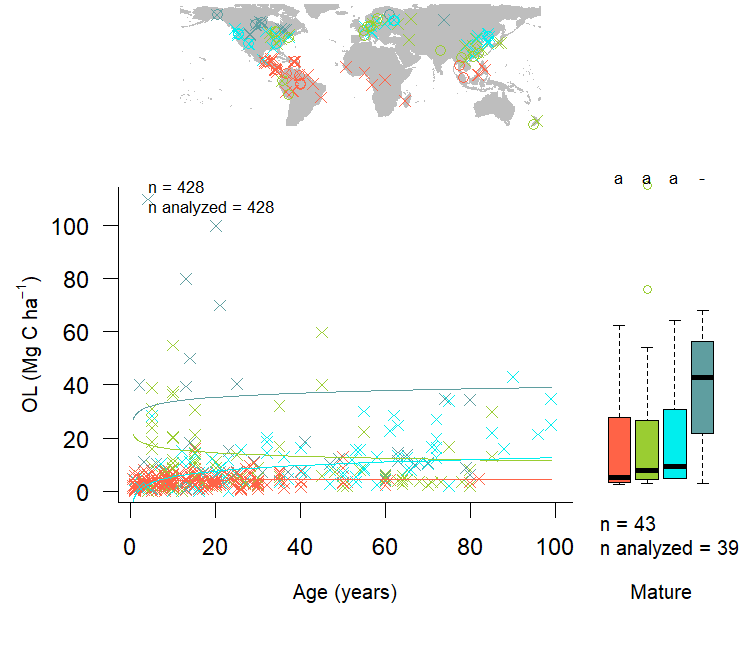 n = 428
n analyzed = 428
a a a -
OL (Mg C ha⁻¹)
100
80
60
40
20
0
0 20 40 60 80 100
Age (years)
n = 43
n analyzed = 39
Mature